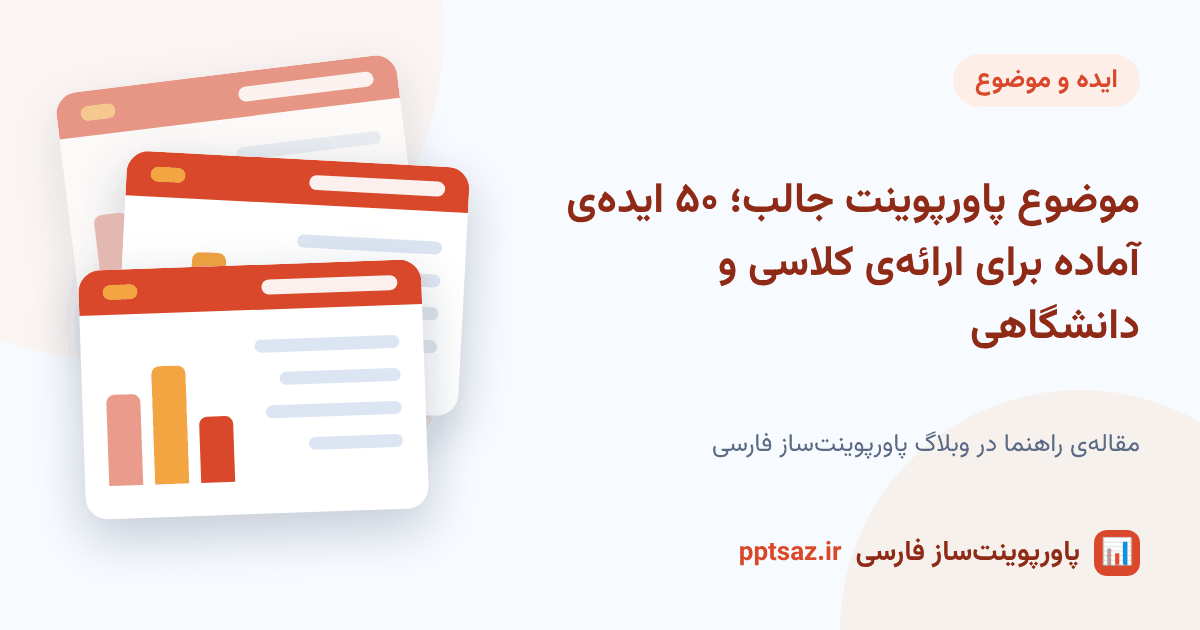 ایده و موضوع
موضوع پاورپوینت جالب؛ ۵۰ ایده‌ی
آماده برای ارائه‌ی کلاسی و
دانشگاهی
مقاله‌ی راهنما در وبلاگ پاورپوینت‌ساز فارسی
پاورپوینت‌ساز فارسی pptsaz.ir